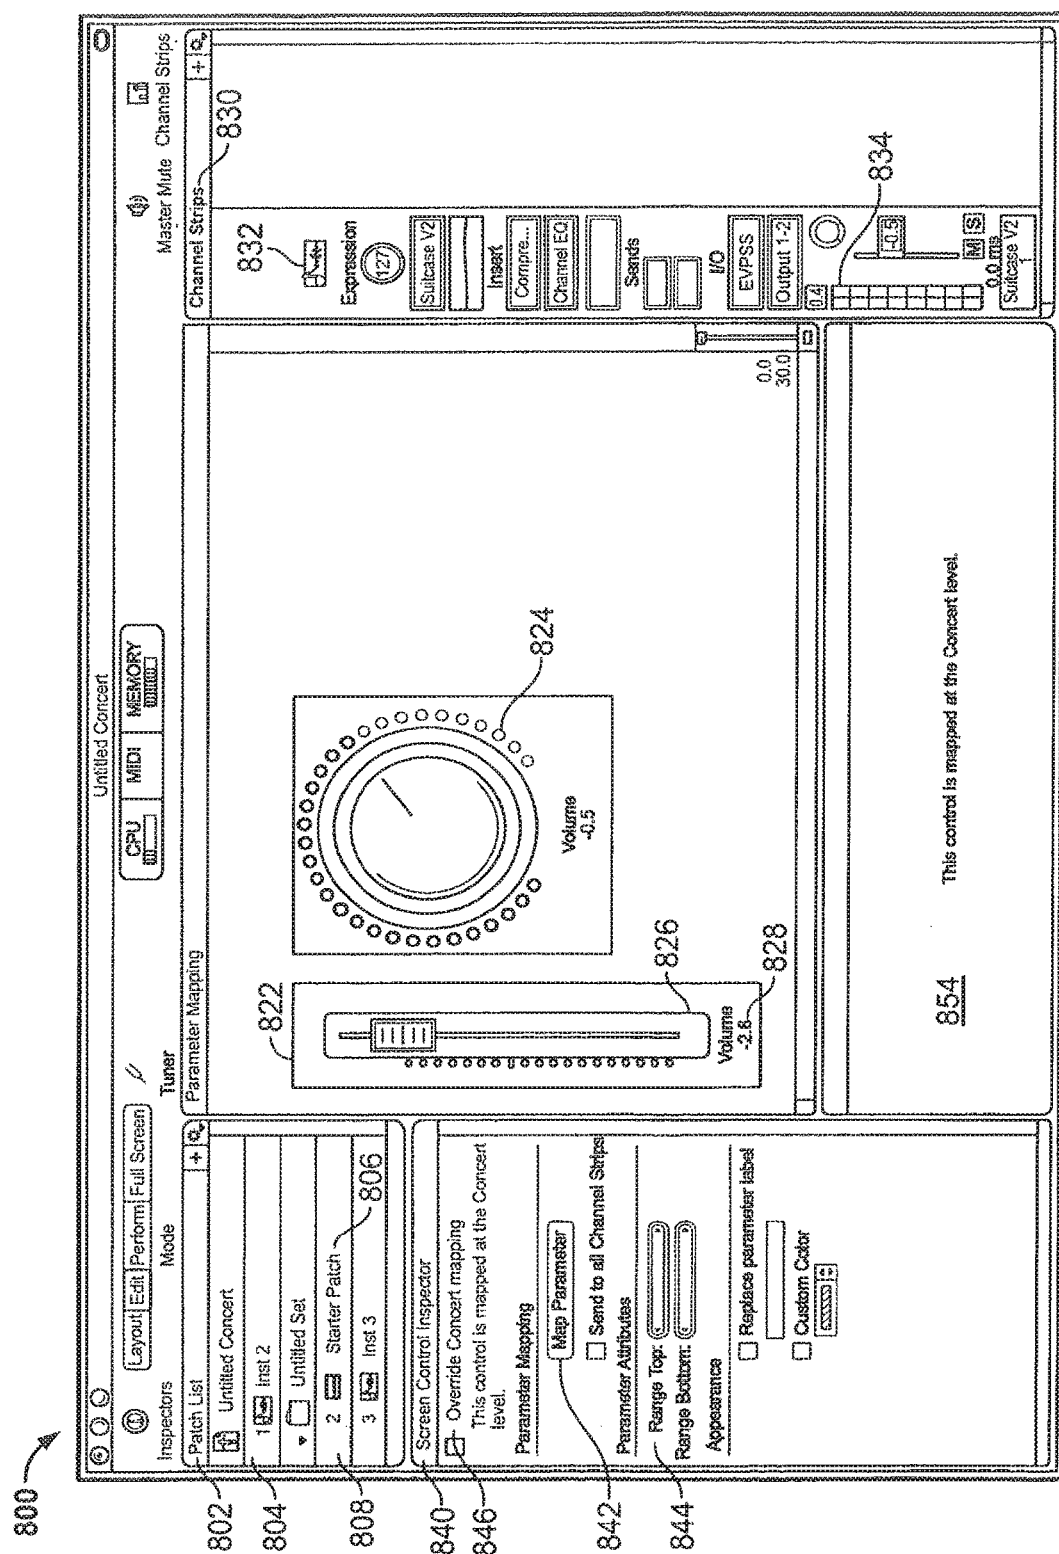 800
Untitled Concert
Inspectors
Layout Edit Perform Full Screen
Mode
Tuner
CPU MIDI MEMORY
Master Mute
Channel Strips
802
Patch List
+
Untitled Concert
804
1 Inst 2
Untitled Set
808
2 Starter Patch
806
3 Inst 3
840
Screen Control Inspector
846
Override Concert mapping
This control is mapped at the Concert
level.
Parameter Mapping
842
Map Parameter
Send to all Channel Strips
Parameter Attributes
844
Range Top:
Range Bottom:
Appearance
Replace parameter label
Custom Color
Parameter Mapping
822
826
Volume
-2.6
828
824
Volume
-0.5
0.0
30.0
854
This control is mapped at the Concert level.
Channel Strips
830
+
832
Expression
127
Suitcase V2
Insert
Compre...
Channel EQ
Sends
I/O
EVPSS
Output 1-2
0.4
-0.5
834
M S
0.0 ms
Suitcase V2
1